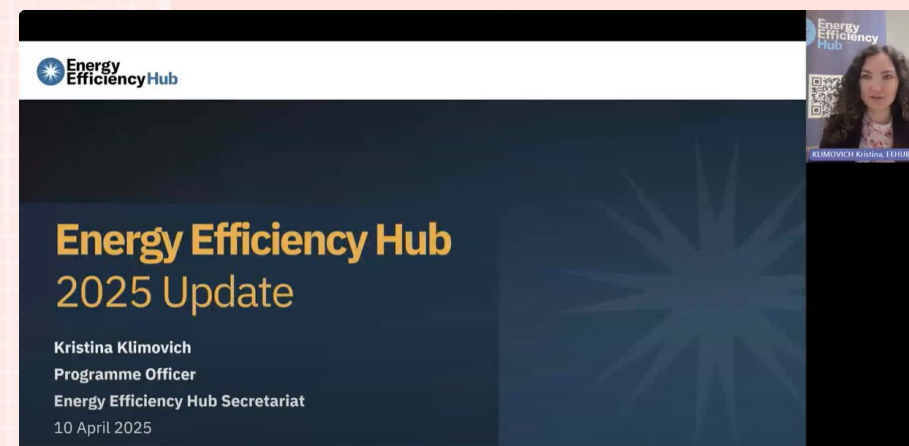 Energy
Efficiency Hub
Energy Efficiency Hub
2025 Update
Kristina Klimovich
Programme Officer
Energy Efficiency Hub Secretariat
10 April 2025
Energy
Efficiency
Hub
KLIMOVICH Kristina, EEHUB